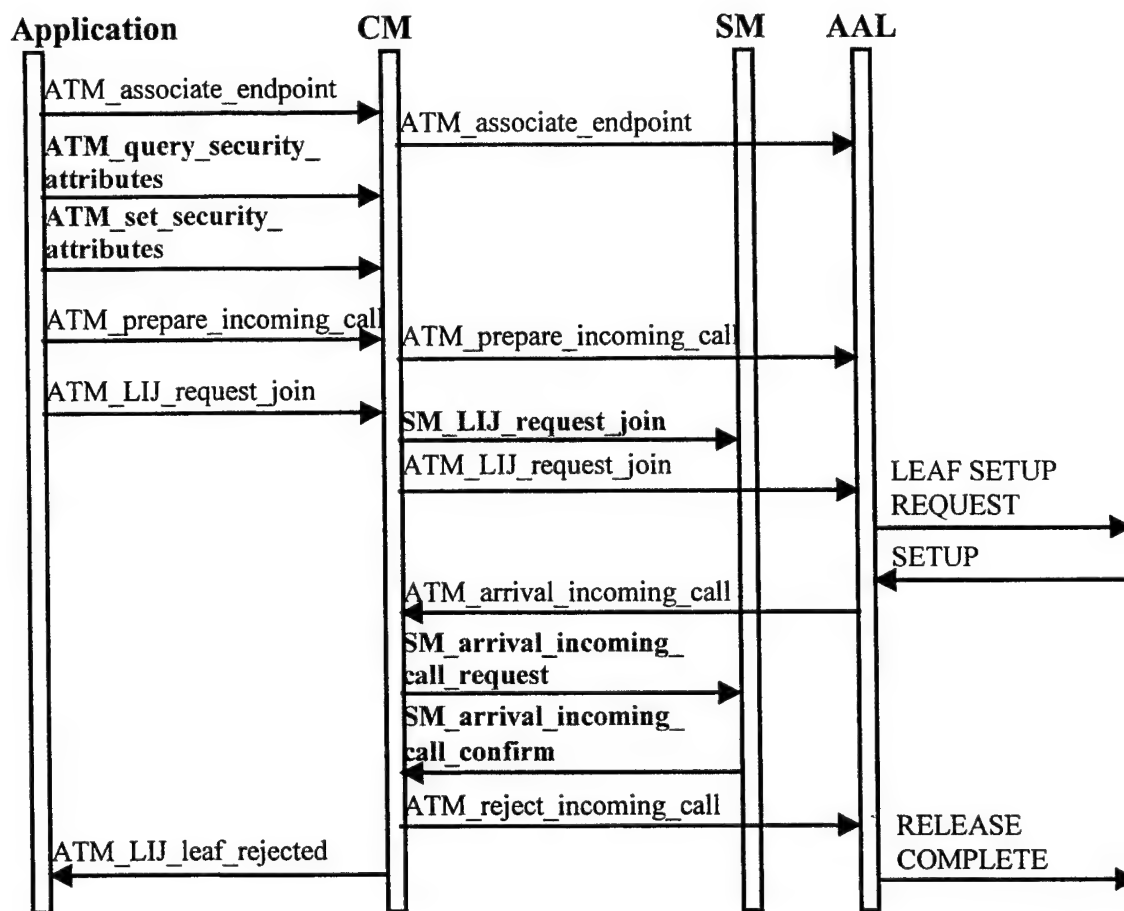 Application CM SM AAL
ATM_associate_endpoint
ATM_associate_endpoint
ATM_query_security_
attributes
ATM_set_security_
attributes
ATM_prepare_incoming_call
ATM_prepare_incoming_call
ATM_LIJ_request_join
SM_LIJ_request_join
ATM_LIJ_request_join
LEAF SETUP
REQUEST
SETUP
ATM_arrival_incoming_call
SM_arrival_incoming_
call_request
SM_arrival_incoming_
call_confirm
ATM_reject_incoming_call
RELEASE
COMPLETE
ATM_LIJ_leaf_rejected